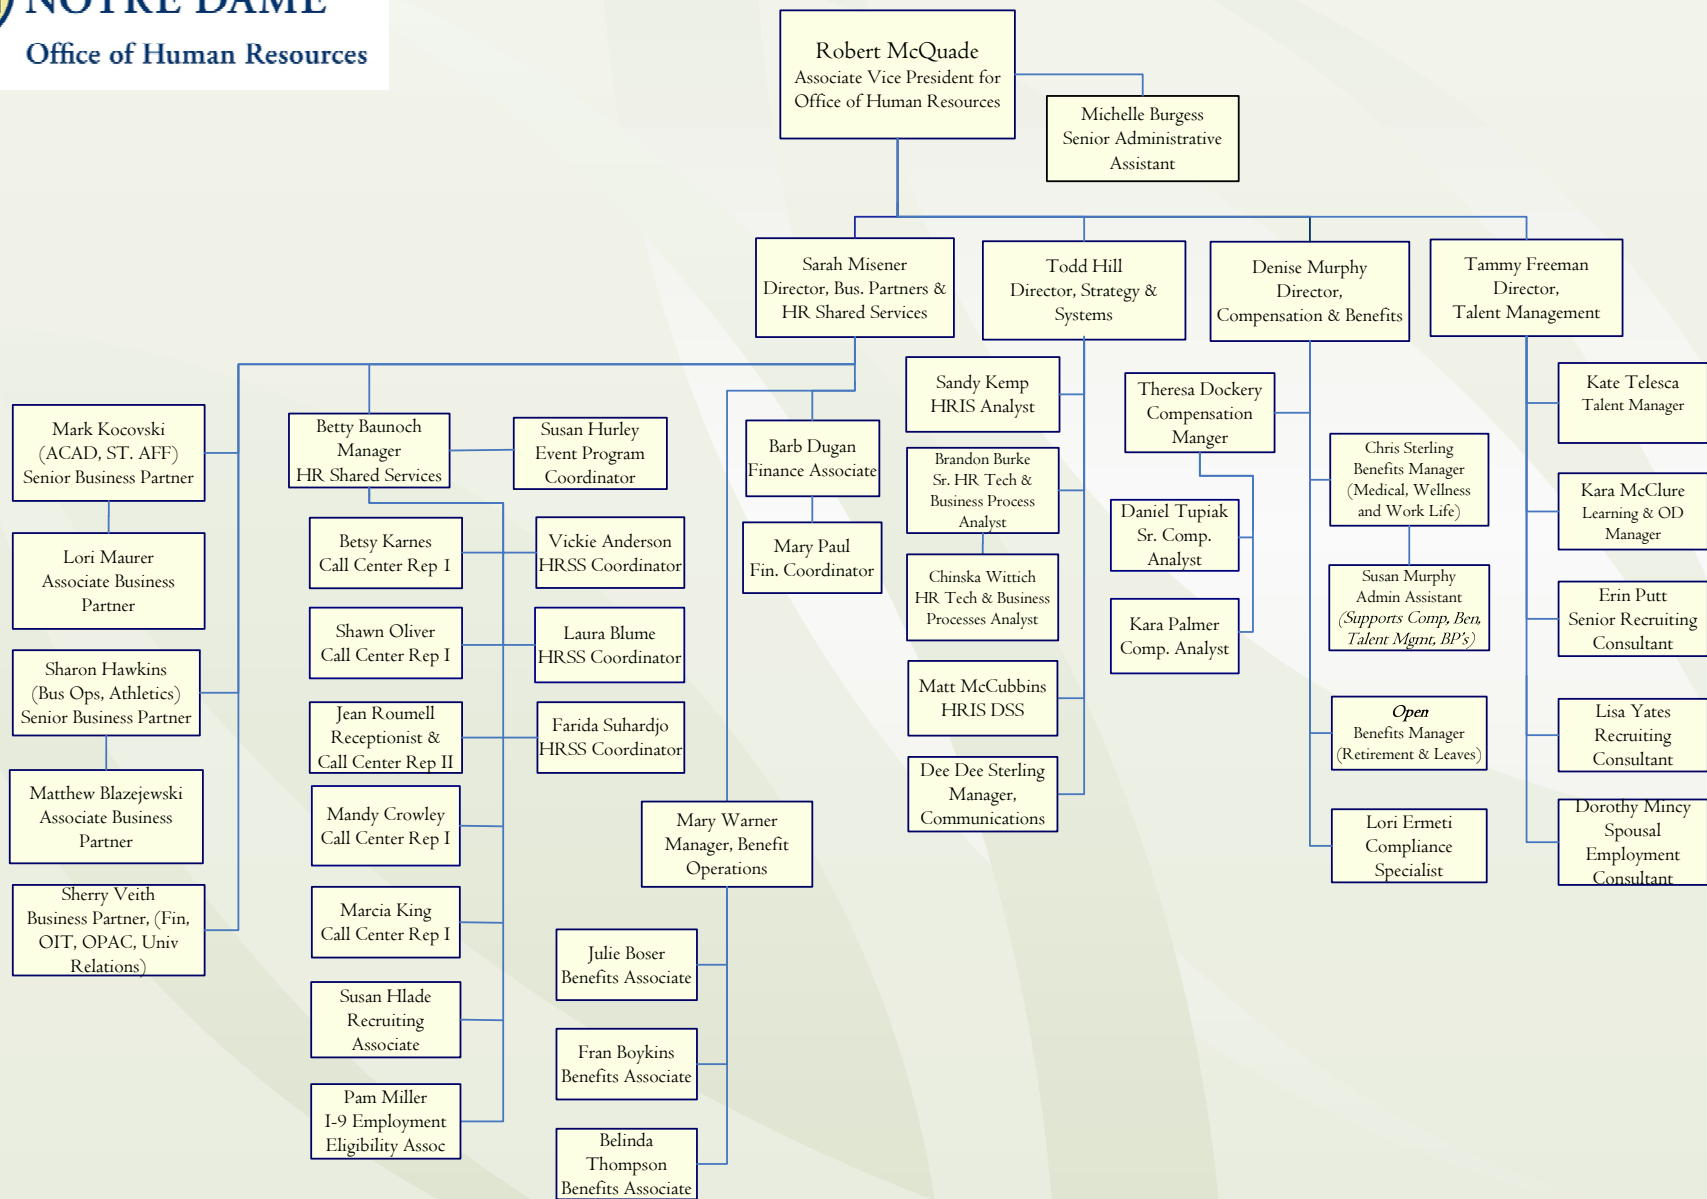 NOTRE DAME
Office of Human Resources
Robert McQuade
Associate Vice President for
Office of Human Resources
Michelle Burgess
Senior Administrative
Assistant
Sarah Misener
Director, Bus. Partners &
HR Shared Services
Todd Hill
Director, Strategy &
Systems
Denise Murphy
Director,
Compensation & Benefits
Tammy Freeman
Director,
Talent Management
Mark Kocovski
(ACAD, ST. AFF)
Senior Business Partner
Lori Maurer
Associate Business
Partner
Sharon Hawkins
(Bus Ops, Athletics)
Senior Business Partner
Matthew Blazejewski
Associate Business
Partner
Sherry Veith
Business Partner, (Fin,
OIT, OPAC, Univ
Relations)
Betty Baunoch
Manager
HR Shared Services
Susan Hurley
Event Program
Coordinator
Betsy Karnes
Call Center Rep I
Vickie Anderson
HRSS Coordinator
Shawn Oliver
Call Center Rep I
Laura Blume
HRSS Coordinator
Jean Roumell
Receptionist &
Call Center Rep II
Farida Suhardjo
HRSS Coordinator
Mandy Crowley
Call Center Rep I
Marcia King
Call Center Rep I
Susan Hlade
Recruiting
Associate
Pam Miller
I-9 Employment
Eligibility Assoc
Barb Dugan
Finance Associate
Mary Paul
Fin. Coordinator
Mary Warner
Manager, Benefit
Operations
Julie Boser
Benefits Associate
Fran Boykins
Benefits Associate
Belinda
Thompson
Benefits Associate
Sandy Kemp
HRIS Analyst
Brandon Burke
Sr. HR Tech &
Business Process
Analyst
Chinska Wittich
HR Tech & Business
Processes Analyst
Matt McCubbins
HRIS DSS
Dee Dee Sterling
Manager,
Communications
Theresa Dockery
Compensation
Manger
Daniel Tupiak
Sr. Comp.
Analyst
Kara Palmer
Comp. Analyst
Chris Sterling
Benefits Manager
(Medical, Wellness
and Work Life)
Susan Murphy
Admin Assistant
(Supports Comp, Ben,
Talent Mgmt, BP's)
Open
Benefits Manager
(Retirement & Leaves)
Lori Ermeti
Compliance
Specialist
Kate Telesca
Talent Manager
Kara McClure
Learning & OD
Manager
Erin Putt
Senior Recruiting
Consultant
Lisa Yates
Recruiting
Consultant
Dorothy Mincy
Spousal
Employment
Consultant